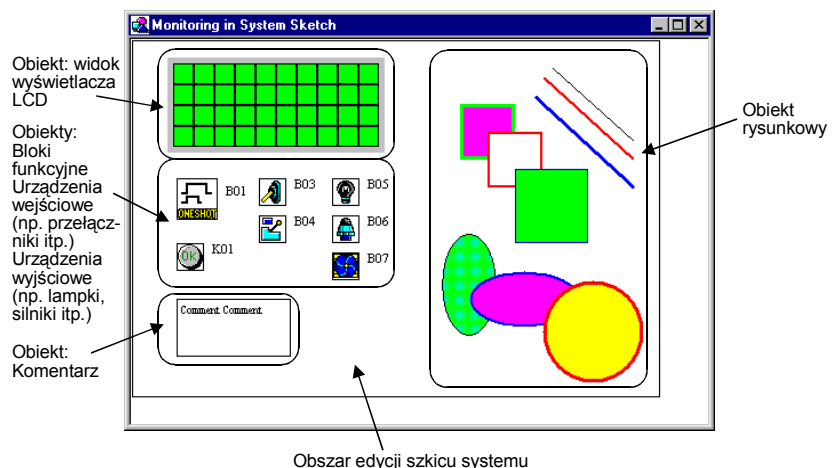 Monitoring in System Sketch
Obiekt: widok
wyświetlacza
LCD
Obiekty:
Bloki
funkcyjne
Urządzenia
wejściowe
(np. przełącz-
niki itp.)
Urządzenia
wyjściowe
(np. lampki,
silniki itp.)
Obiekt:
Komentarz
B01
B03
B05
ONESHOT
B04
B06
OK
K01
B07
Comment Comment
Obiekt
rysunkowy
Obszar edycji szkicu systemu